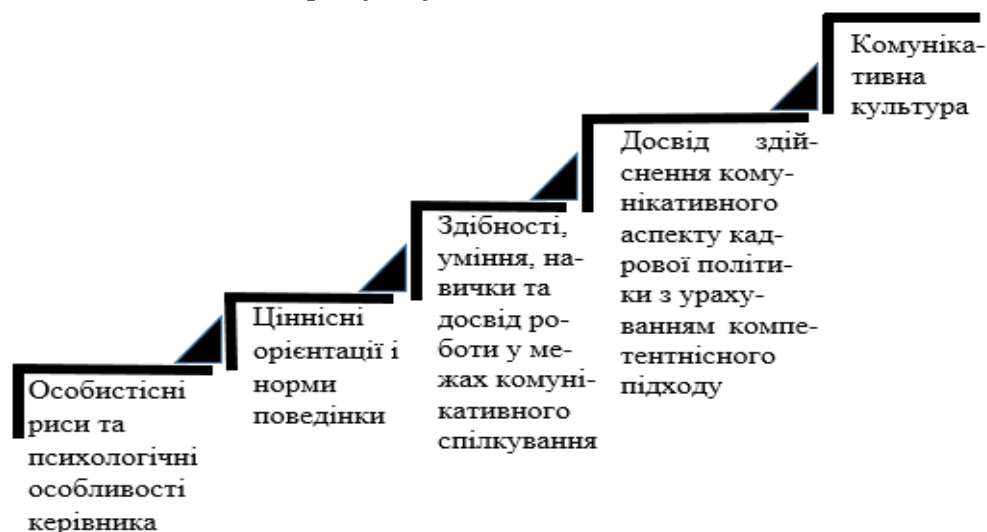 Особистісні
риси та
психологічні
особливості
керівника
Ціннісні
орієнтації і
норми
поведінки
Здібності,
уміння, на-
вички та
досвід ро-
боти у ме-
жах комуні-
кативного
спілкування
Досвід здій-
снення кому-
нікативного
аспекту кад-
рової політи-
ки з ураху-
ванням компе-
тентнісного
підходу
Комуніка-
тивна
культура